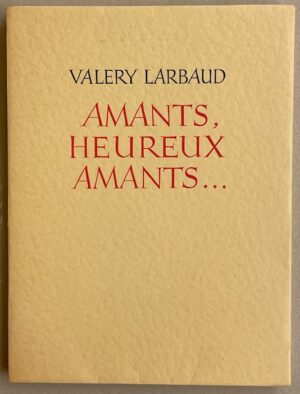 VALERY LARBAUD
AMANTS,
HEUREUX
AMANTS...